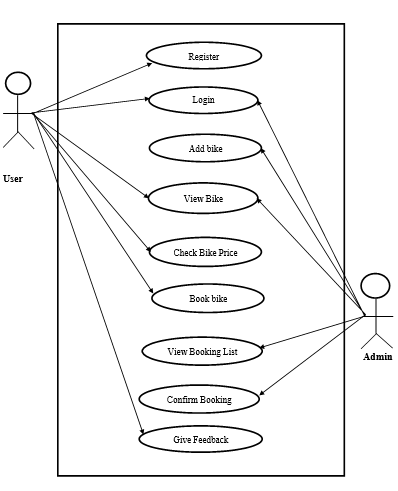 Register
Login
Add bike
User
View Bike
Check Bike Price
Book bike
View Booking List
Admin
Confirm Booking
Give Feedback